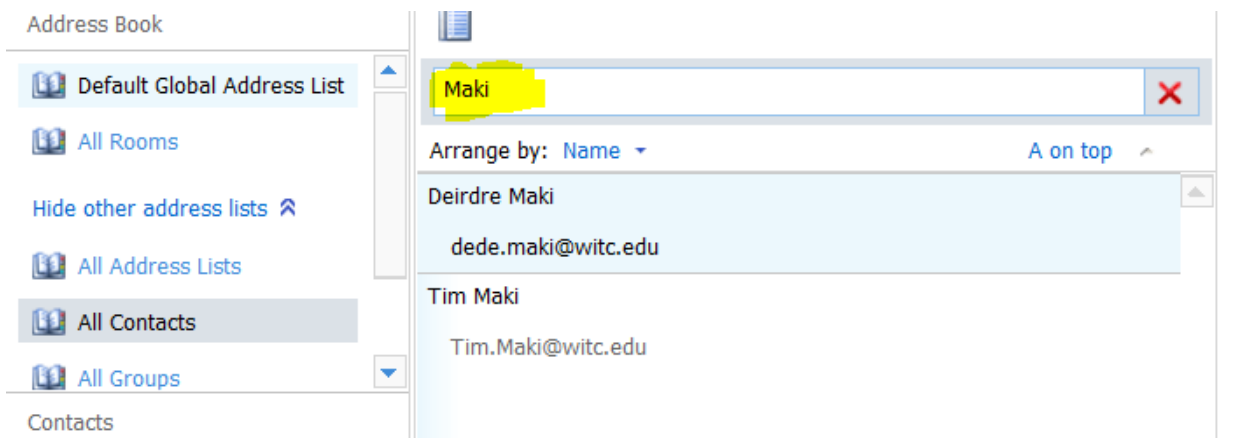 Address Book
Default Global Address List
All Rooms
Hide other address lists
All Address Lists
All Contacts
All Groups
Contacts
Maki
Arrange by: Name A on top
Deirdre Maki
dede.maki@witc.edu
Tim Maki
Tim.Maki@witc.edu